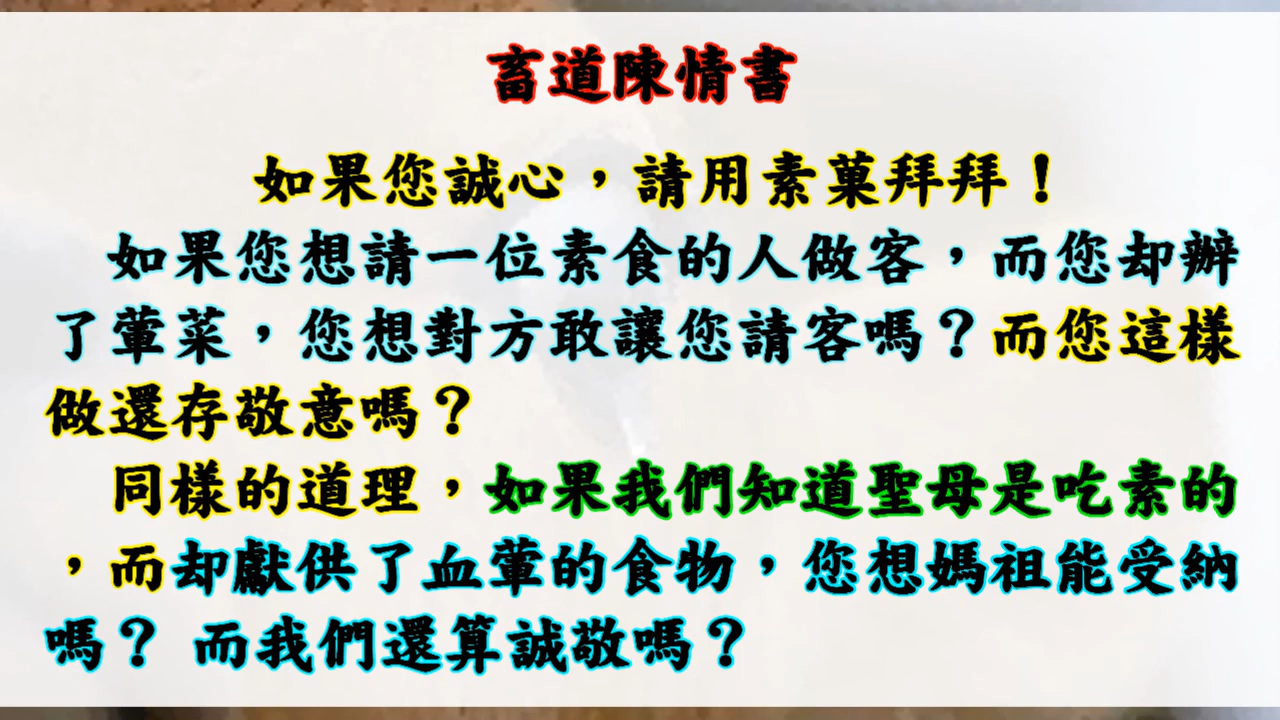 畜道陳情書
如果您誠心，請用素菓拜拜！
如果您想請一位素食的人做客，而您却辦
了葷菜，您想對方敢讓您請客嗎？而您這樣
做還存敬意嗎？
同樣的道理，如果我們知道聖母是吃素的
，而却獻供了血葷的食物，您想媽祖能受納
嗎？ 而我們還算誠敬嗎？